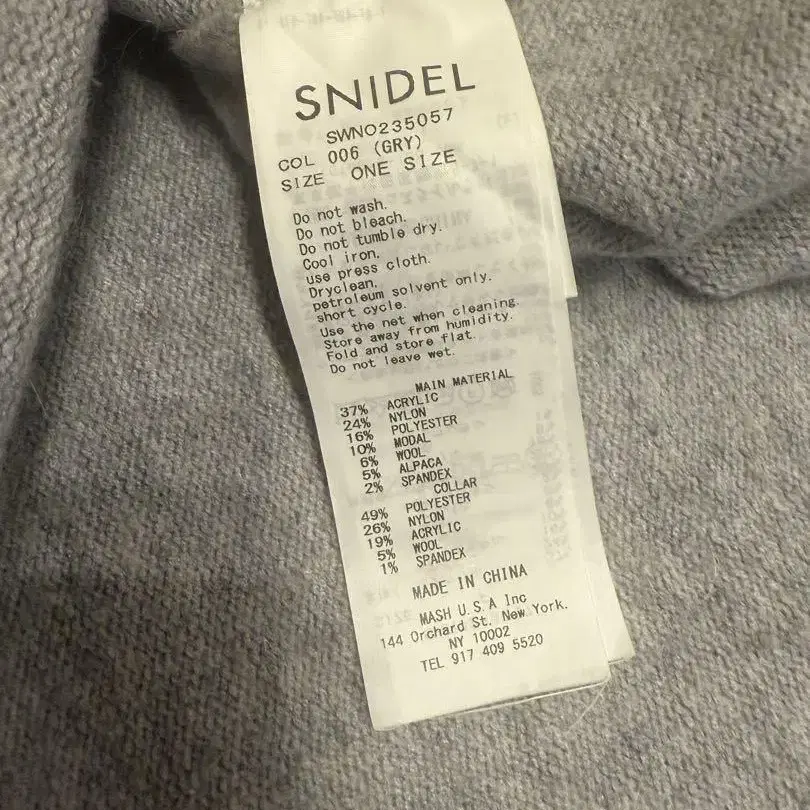 SNIDEL
SWNO235057
COL 006 (GRY)
SIZE ONE SIZE
Do not wash.
Do not bleach.
Do not tumble dry.
Cool iron.
use press cloth.
Dryclean.
petroleum solvent only.
short cycle.
Use the net when cleaning.
Store away from humidity.
Fold and store flat.
Do not leave wet.
MAIN MATERIAL
37% ACRYLIC
24% NYLON
16% POLYESTER
10% MODAL
6% WOOL
5% ALPACA
2% SPANDEX
COLLAR
49% POLYESTER
26% NYLON
19% ACRYLIC
5% WOOL
1% SPANDEX
MADE IN CHINA
MASH U.S.A Inc
144 Orchard St. New York.
NY 10002
TEL 917 409 5520